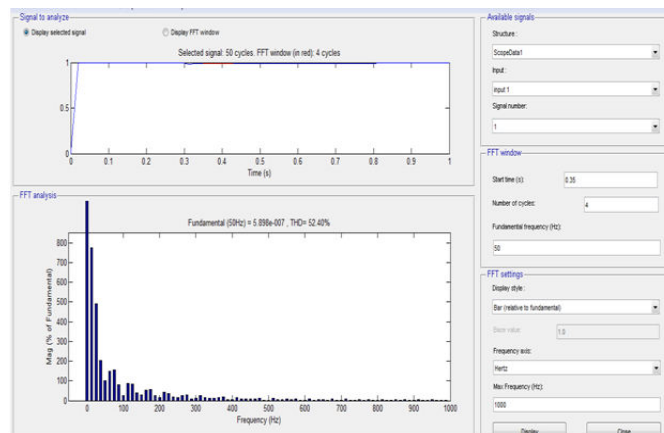 Signal to analyze
Display selected signal
Display FFT window
Selected signal: 50 cycles. FFT window (in red): 4 cycles
1
0.5
0
0 0.1 0.2 0.3 0.4 0.5 0.6 0.7 0.8 0.9 1
Time (s)
FFT analysis
Fundamental (50Hz) = 5.898e-007 , THD= 52.40%
Mag (% of Fundamental)
800
700
600
500
400
300
200
100
0
0 100 200 300 400 500 600 700 800 900 1000
Frequency (Hz)
Available signals
Structure :
ScopeData1
Input :
input 1
Signal number:
1
FFT window
Start time (s):
0.35
Number of cycles:
4
Fundamental frequency (Hz):
50
FFT settings
Display style :
Bar (relative to fundamental)
Base value:
1.0
Frequency axis:
Hertz
Max Frequency (Hz):
1000
Display
Close